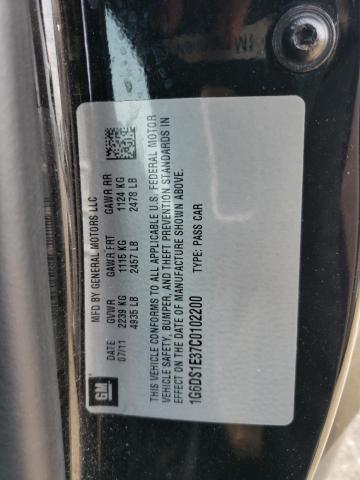 GM
MFD BY GENERAL MOTORS LLC
07/11 GVWR GAWR FRT GAWR RR
2239 KG 1115 KG 1124 KG
4935 LB 2457 LB 2478 LB
THIS VEHICLE CONFORMS TO ALL APPLICABLE U.S. FEDERAL MOTOR
VEHICLE SAFETY, BUMPER, AND THEFT PREVENTION STANDARDS IN
EFFECT ON THE DATE OF MANUFACTURE SHOWN ABOVE.
1G6DS1E37C0102200 TYPE: PASS CAR